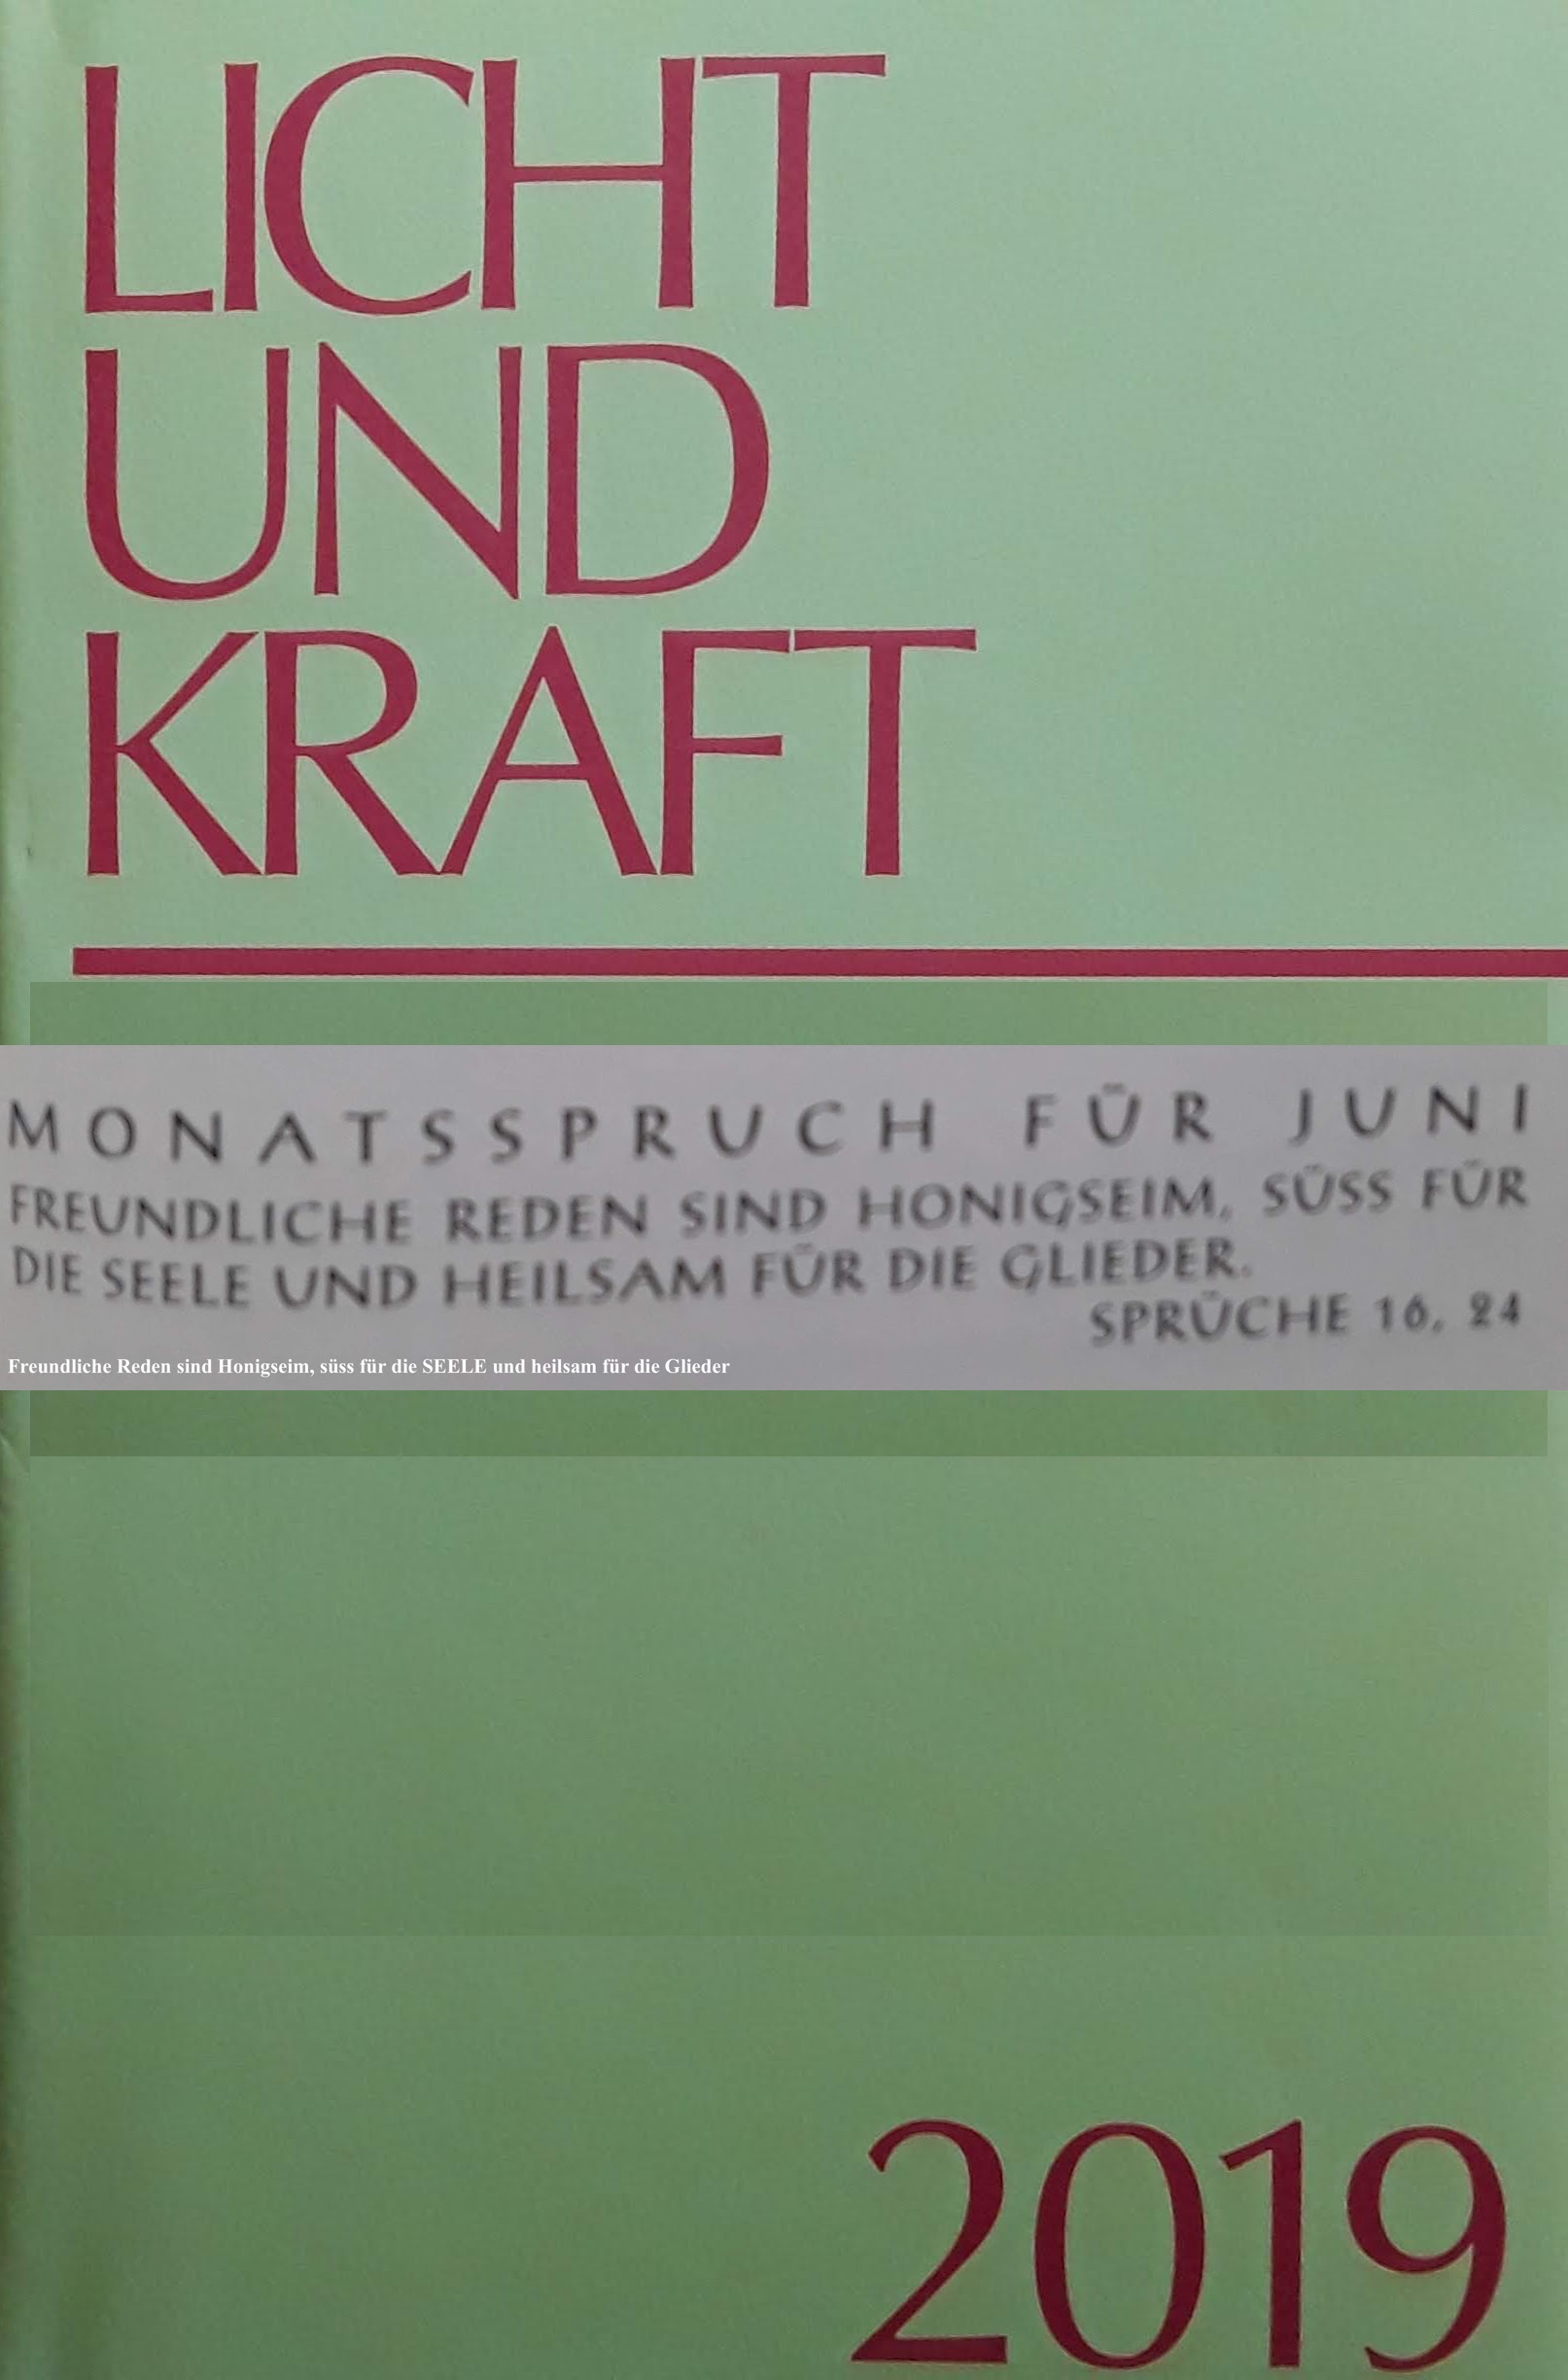 LICHT
UND
KRAFT
MONATSSPRUCH FÜR JUNI
FREUNDLICHE REDEN SIND HONIGSEIM, SÜSS FÜR
DIE SEELE UND HEILSAM FÜR DIE GLIEDER.
SPRÜCHE 16, 24
Freundliche Reden sind Honigseim, süss für die SEELE und heilsam für die Glieder
2019